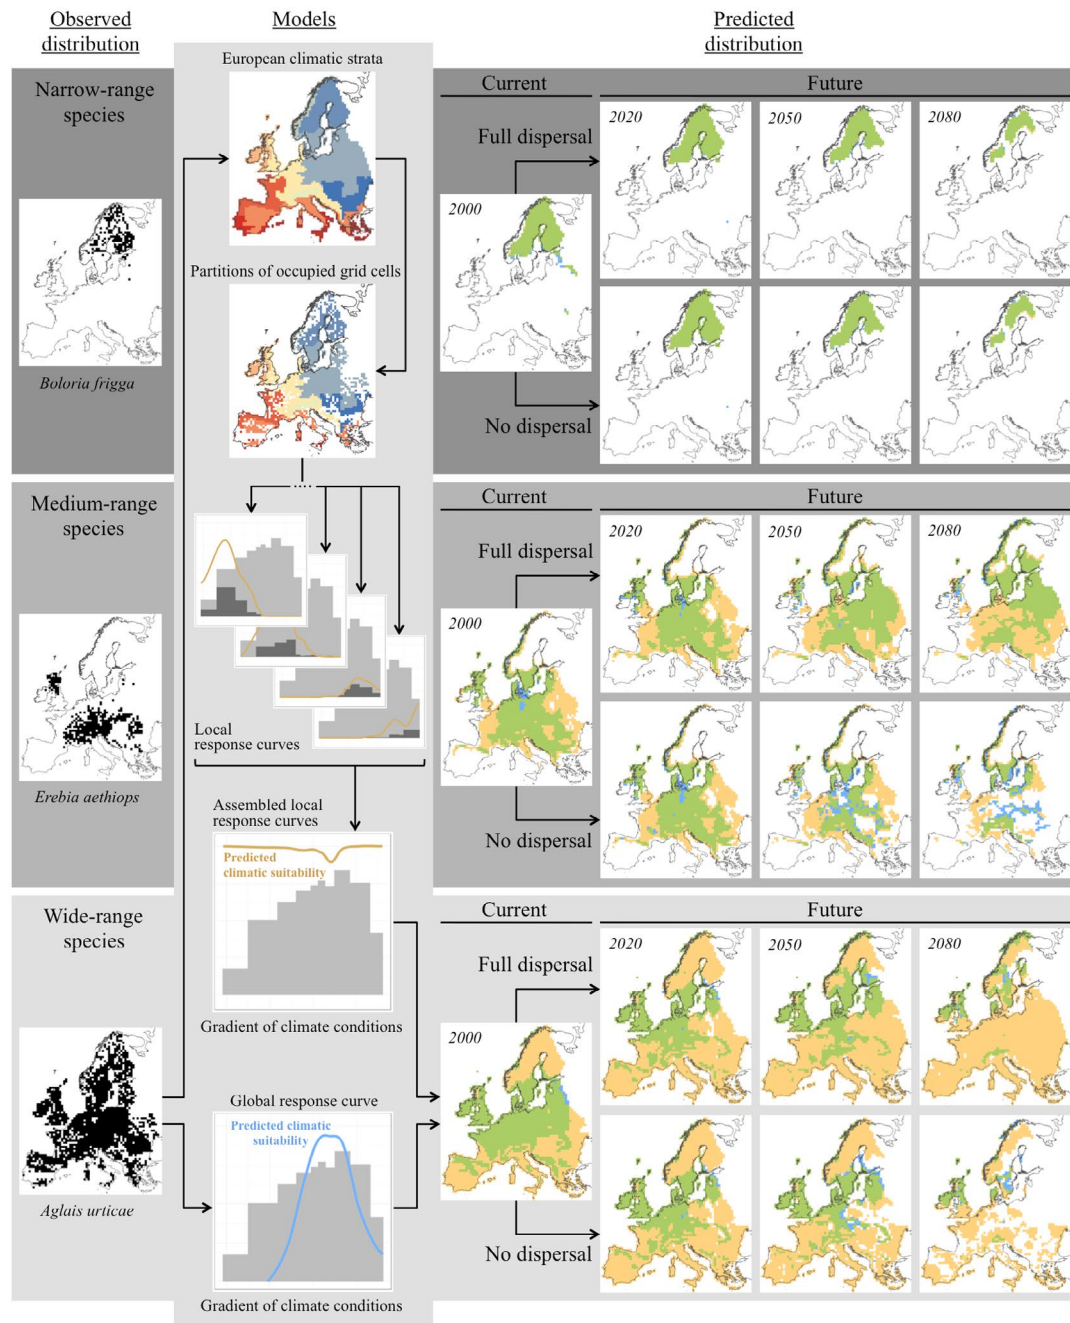 Observed
distribution
Models
Predicted
distribution
Narrow-range
species
Boloria frigga
European climatic strata
Partitions of occupied grid cells
Current
Future
Full dispersal
2000
No dispersal
2020
2050
2080
Medium-range
species
Erebia aethiops
Local
response curves
Assembled local
response curves
Predicted
climatic suitability
Gradient of climate conditions
Current
Future
Full dispersal
2000
No dispersal
2020
2050
2080
Wide-range
species
Aglais urticae
Global response curve
Predicted climatic
suitability
Gradient of climate conditions
Current
Future
Full dispersal
2000
No dispersal
2020
2050
2080